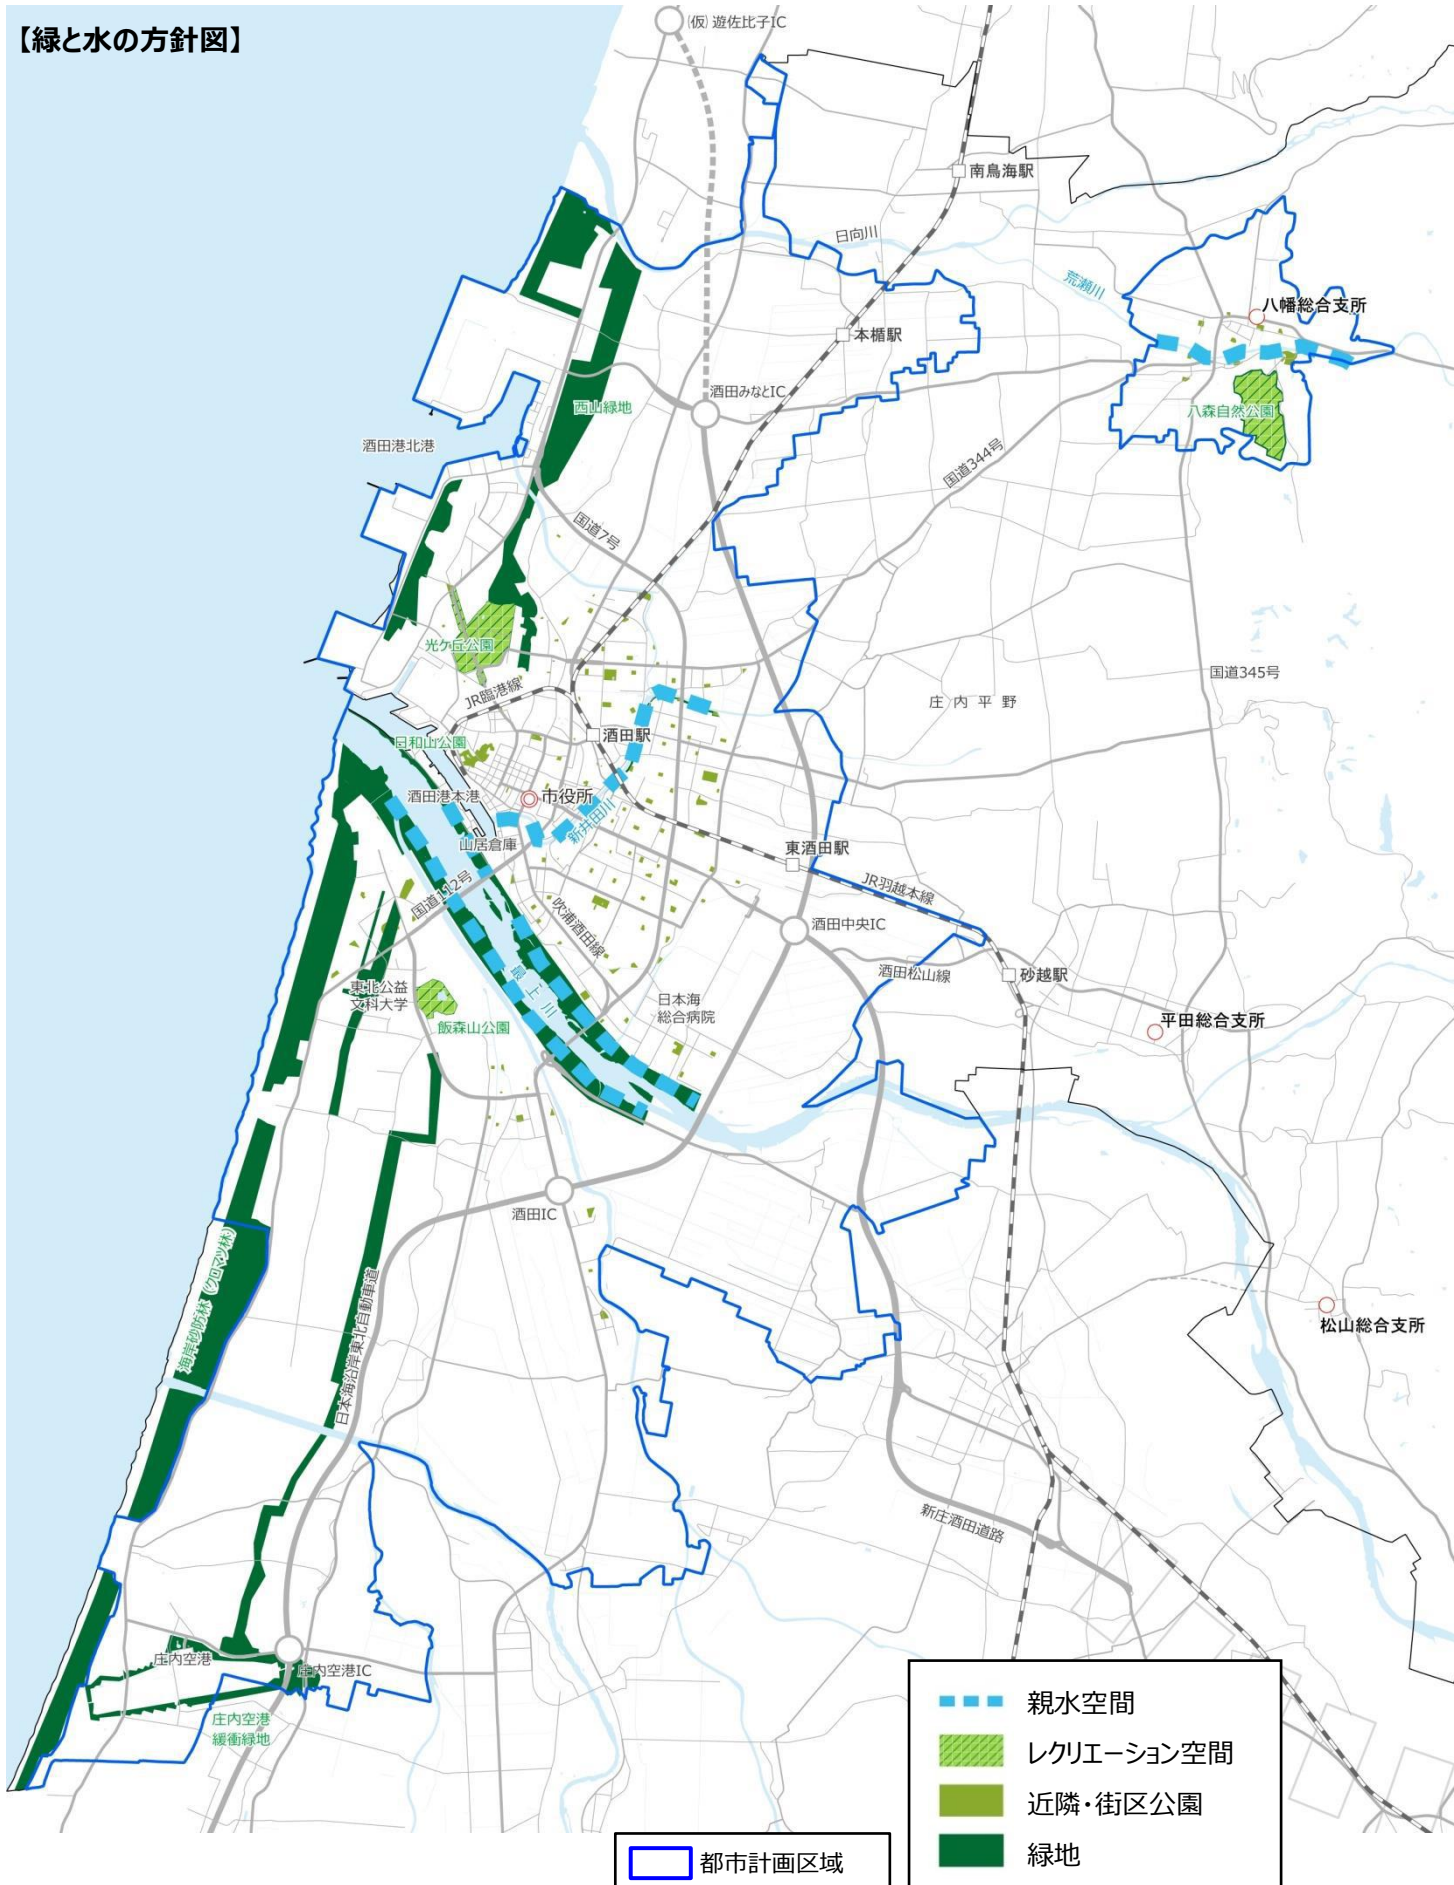 【緑と水の方針図】
(仮)遊佐比子IC
南鳥海駅
日向川
荒瀬川
八幡総合支所
本楯駅
酒田みなとIC
西山緑地
八森自然公園
酒田港北港
国道344号
国道7号
光ケ丘公園
国道345号
JR臨港線
庄内平野
日和山公園
酒田駅
酒田港本港
市役所
新井田川
山居倉庫
東酒田駅
国道112号
JR羽越本線
吹浦酒田線
酒田中央IC
酒田松山線
砂越駅
最上川
東北公益
文科大学
日本海
総合病院
飯森山公園
平田総合支所
酒田IC
海岸砂防林(クロマツ林)
日本海沿岸東北自動車道
松山総合支所
新庄酒田道路
庄内空港
庄内空港IC
庄内空港
緩衝緑地
親水空間
レクリエーション空間
近隣・街区公園
緑地
都市計画区域